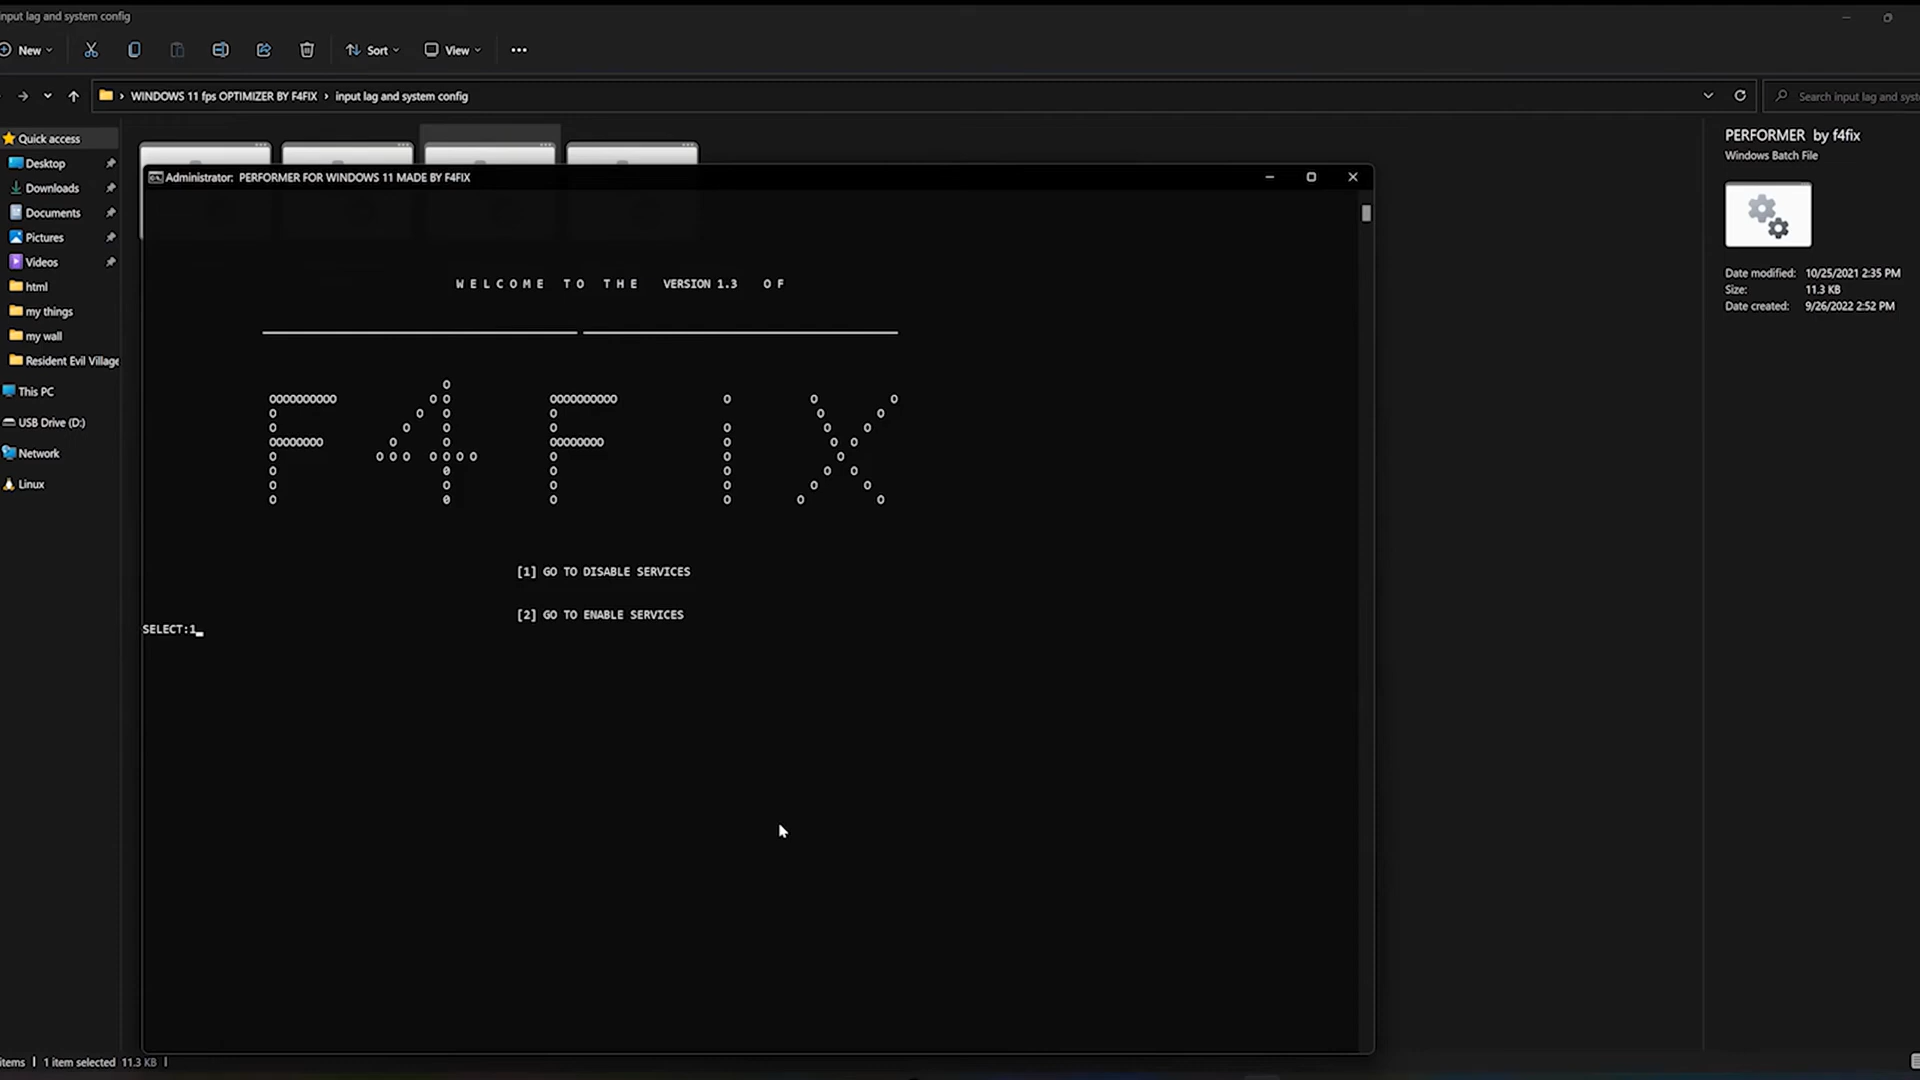 input lag and system config
New
Sort
View
WINDOWS 11 fps OPTIMIZER BY F4FIX › input lag and system config
Search input lag and syste
Quick access
Desktop
Downloads
Documents
Pictures
Videos
html
my things
my wall
Resident Evil Village
This PC
USB Drive (D:)
Network
Linux
Administrator: PERFORMER FOR WINDOWS 11 MADE BY F4FIX
W E L C O M E T O T H E VERSION 1.3 O F
F4FIX
[1] GO TO DISABLE SERVICES
[2] GO TO ENABLE SERVICES
SELECT:1
PERFORMER by f4fix
Windows Batch File
Date modified: 10/25/2021 2:35 PM
Size: 11.3 KB
Date created: 9/26/2022 2:52 PM
items 1 item selected 11.3 KB